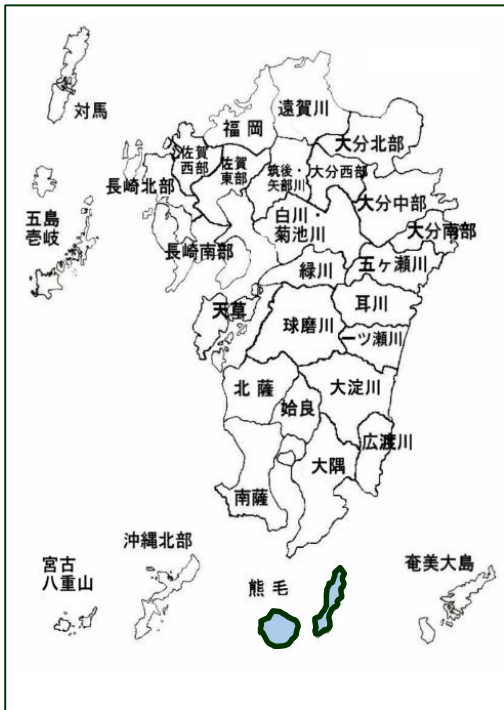 対馬
福岡
遠賀川
佐賀
西部
佐賀
東部
筑後・
矢部川
大分西部
大分北部
長崎北部
五島
壱岐
大分中部
白川・
菊池川
大分南部
長崎南部
緑川
五ヶ瀬川
天草
球磨川
耳川
一ツ瀬川
北薩
姶良
大淀川
広渡川
大隅
南薩
沖縄北部
宮古
八重山
熊毛
奄美大島